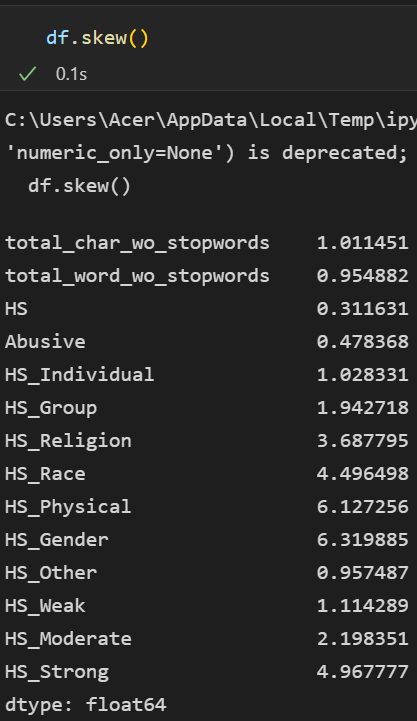 df.skew()
0.1s
C:\Users\Acer\AppData\Local\Temp\ipy
'numeric_only=None') is deprecated;
df.skew()
total_char_wo_stopwords 1.011451
total_word_wo_stopwords 0.954882
HS 0.311631
Abusive 0.478368
HS_Individual 1.028331
HS_Group 1.942718
HS_Religion 3.687795
HS_Race 4.496498
HS_Physical 6.127256
HS_Gender 6.319885
HS_Other 0.957487
HS_Weak 1.114289
HS_Moderate 2.198351
HS_Strong 4.967777
dtype: float64